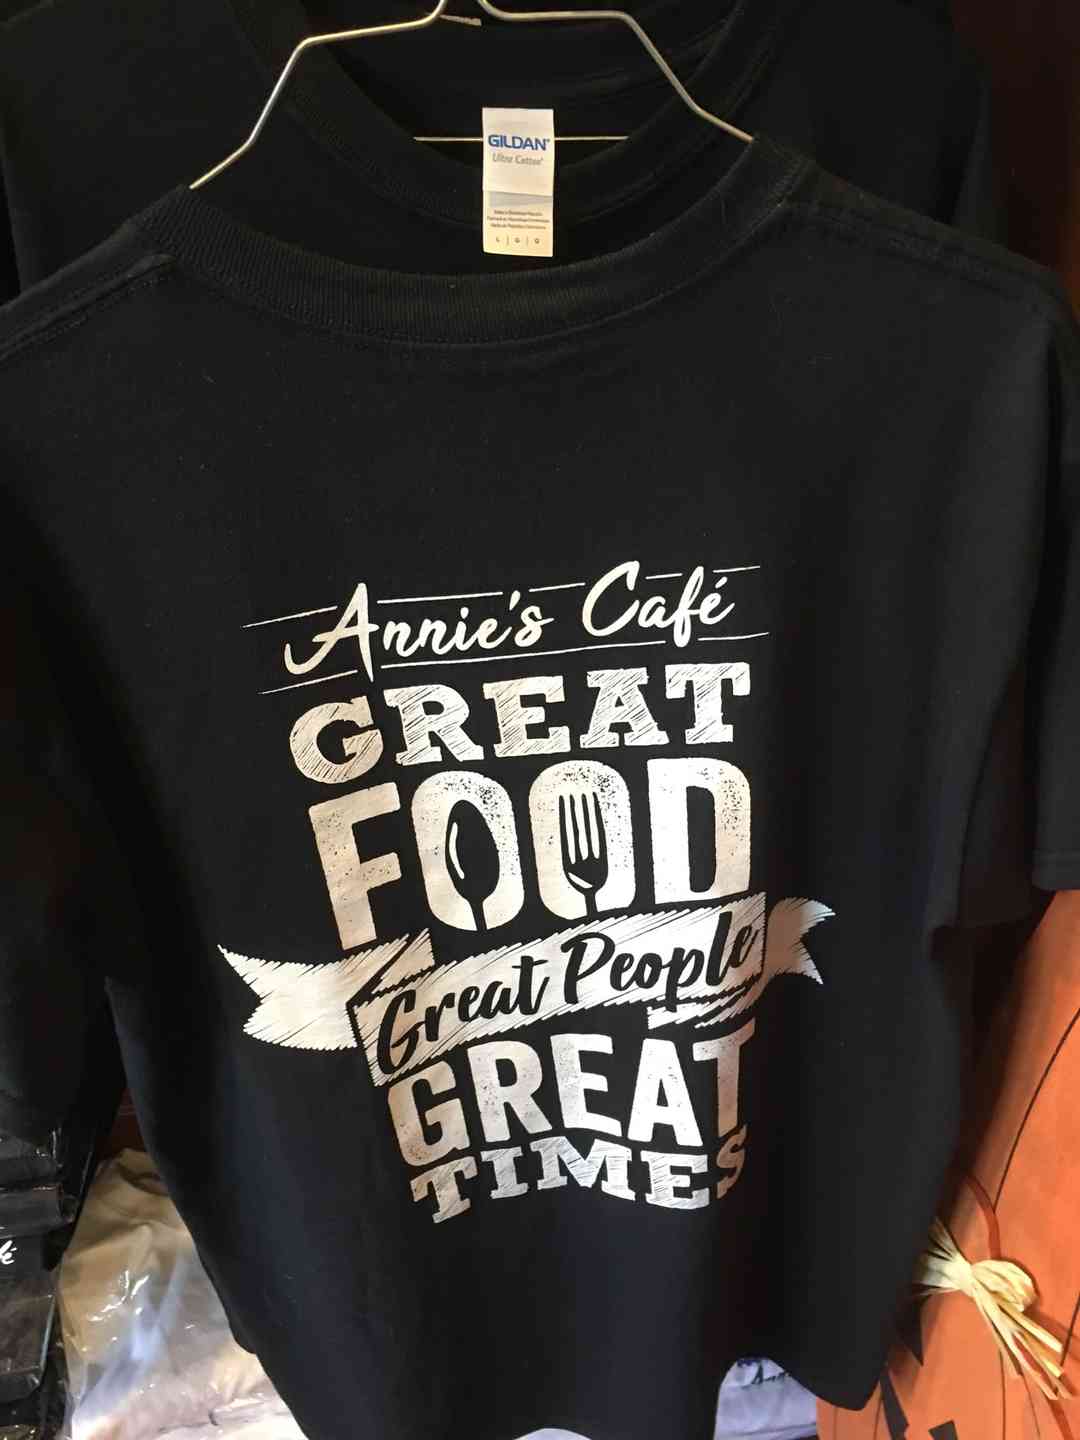 GILDAN
Ultra Cotton
L | G | G
Annie's Café
GREAT
FOOD
Great People
GREAT
TIMES